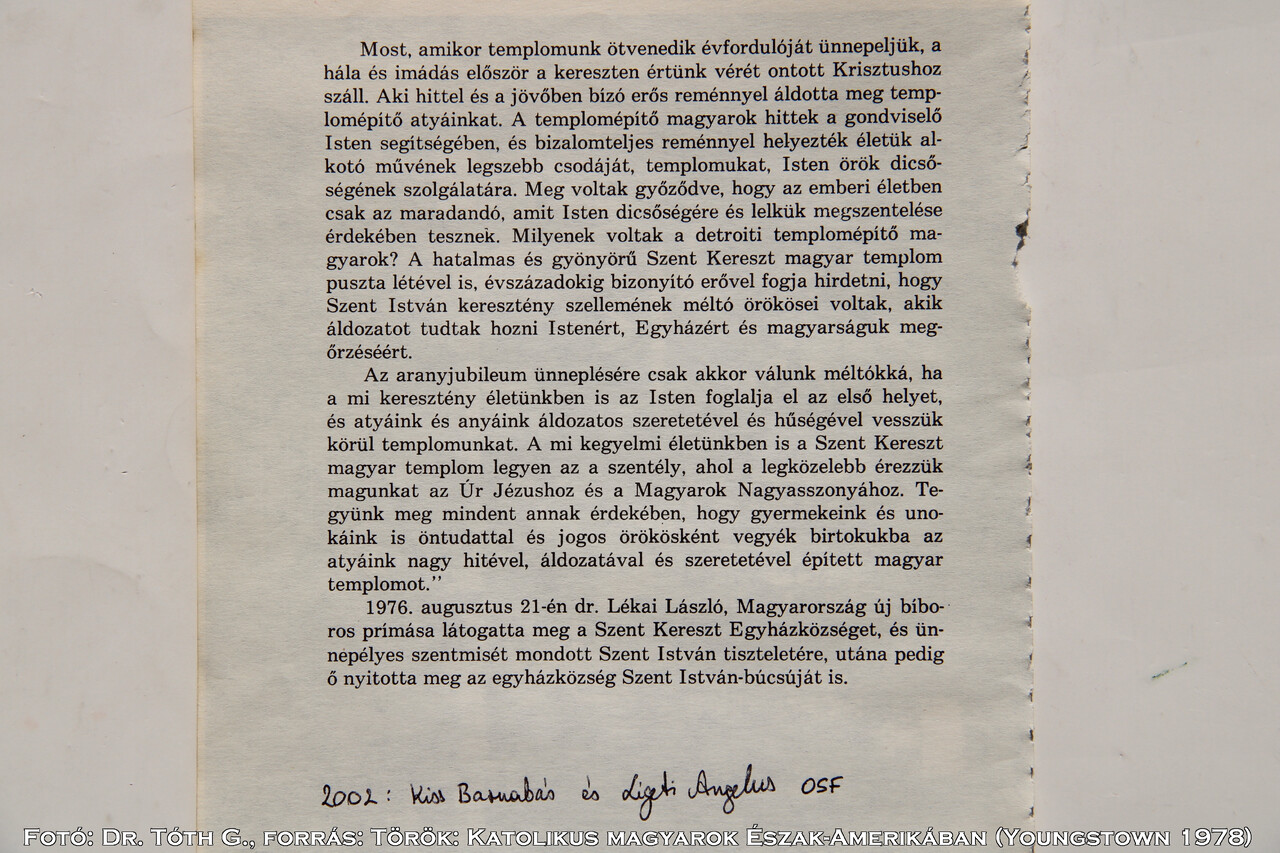 Most, amikor templomunk ötvenedik évfordulóját ünnepeljük, a
hála és imádás először a kereszten értünk vérét ontott Krisztushoz
száll. Aki hittel és a jövőben bízó erős reménnyel áldotta meg temp-
lomépítő atyáinkat. A templomépítő magyarok hittek a gondviselő
Isten segítségében, és bizalomteljes reménnyel helyezték életük al-
kotó művének legszebb csodáját, templomukat, Isten örök dicső-
ségének szolgálatára. Meg voltak győződve, hogy az emberi életben
csak az maradandó, amit Isten dicsőségére és lelkük megszentelése
érdekében tesznek. Milyenek voltak a detroiti templomépítő ma-
gyarok? A hatalmas és gyönyörű Szent Kereszt magyar templom
puszta létével is, évszázadokig bizonyító erővel fogja hirdetni, hogy
Szent István keresztény szellemének méltó örökösei voltak, akik
áldozatot tudtak hozni Istenért, Egyházért és magyarságuk meg-
őrzéséért.
Az aranyjubileum ünneplésére csak akkor válunk méltókká, ha
a mi keresztény életünkben is az Isten foglalja el az első helyet,
és atyáink és anyáink áldozatos szeretetével és hűségével vesszük
körül templomunkat. A mi kegyelmi életünkben is a Szent Kereszt
magyar templom legyen az a szentély, ahol a legközelebb érezzük
magunkat az Úr Jézushoz és a Magyarok Nagyasszonyához. Te-
gyünk meg mindent annak érdekében, hogy gyermekeink és uno-
káink is öntudattal és jogos örökösként vegyék birtokukba az
atyáink nagy hitével, áldozatával és szeretetével épített magyar
templomot.”
1976. augusztus 21-én dr. Lékai László, Magyarország új bíbo-
ros prímása látogatta meg a Szent Kereszt Egyházközséget, és ün-
nepélyes szentmisét mondott Szent István tiszteletére, utána pedig
ő nyitotta meg az egyházközség Szent István-búcsúját is.
2002: Kiss Barnabás és Ligeti Angelus OSF
Fotó: Dr. Tóth G., forrás: Török: Katolikus magyarok Észak-Amerikában (Youngstown 1978)